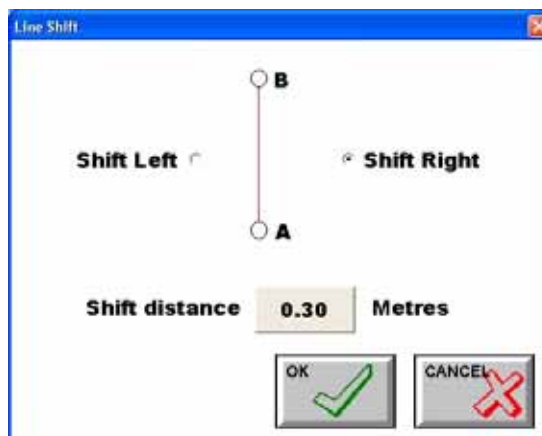 Line Shift
B
Shift Left Shift Right
A
Shift distance 0.30 Metres
OK CANCEL